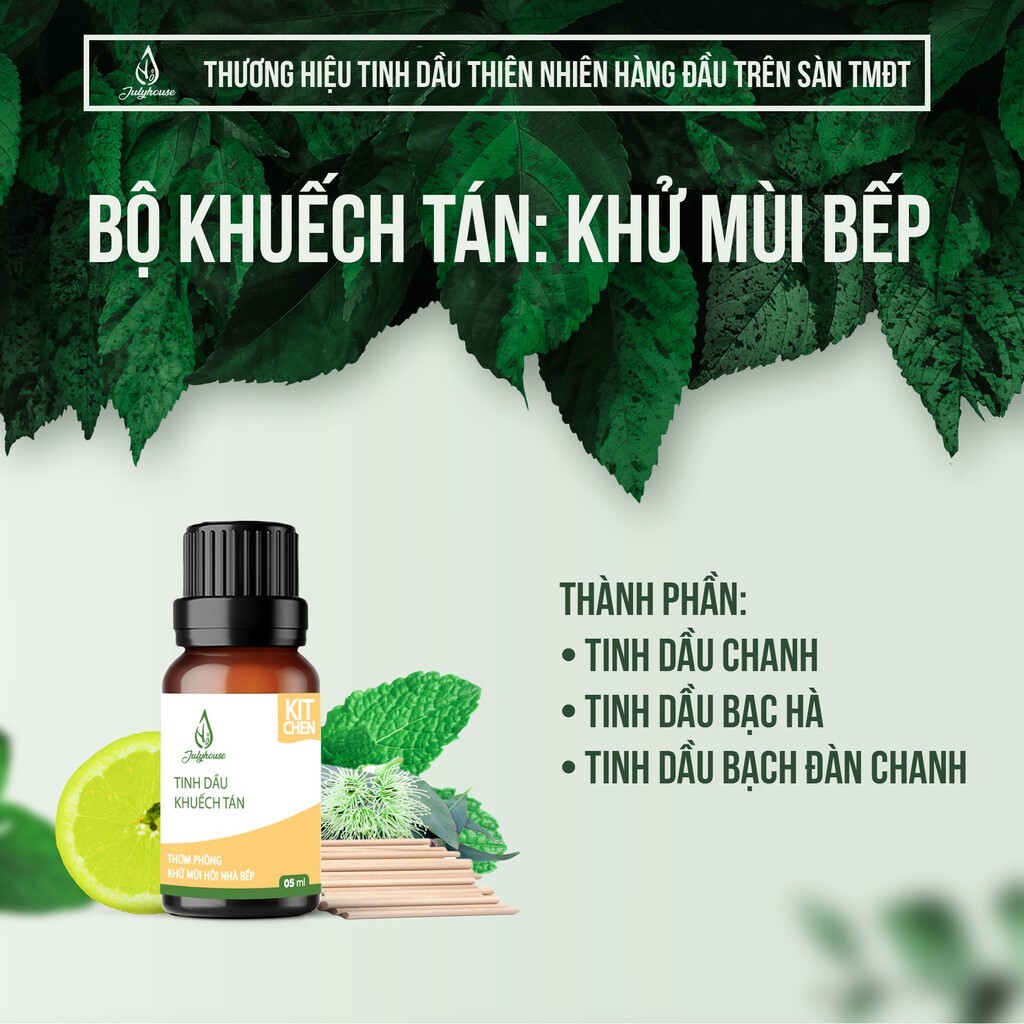 Julyhouse
THƯƠNG HIỆU TINH DẦU THIÊN NHIÊN HÀNG ĐẦU TRÊN SÀN TMĐT
BỘ KHUẾCH TÁN: KHỬ MÙI BẾP
THÀNH PHẦN:
• TINH DẦU CHANH
• TINH DẦU BẠC HÀ
• TINH DẦU BẠCH ĐÀN CHANH
KIT
CHEN
Julyhouse
TINH DẦU
KHUẾCH TÁN
THƠM PHÒNG
KHỬ MÙI HÔI NHÀ BẾP
05 ml